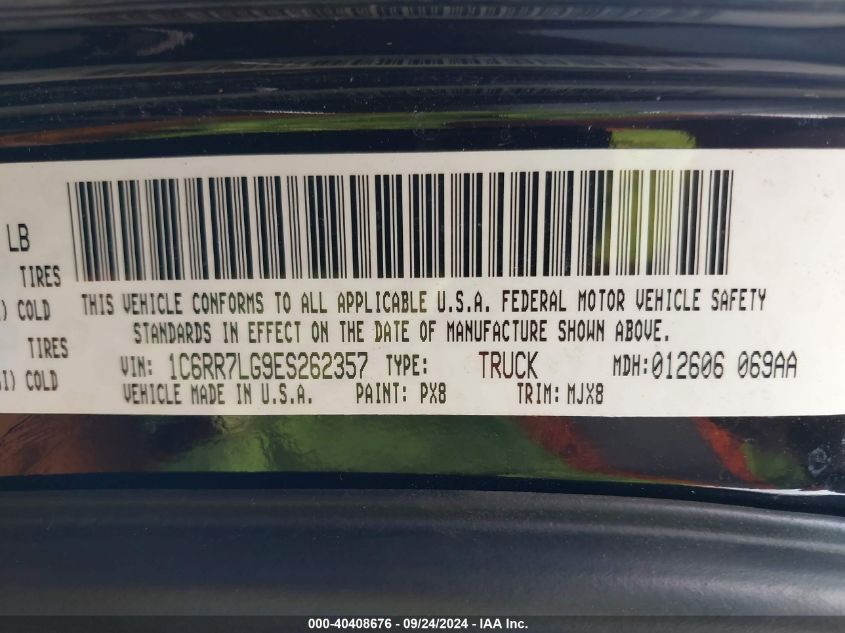 LB
TIRES
) COLD
THIS VEHICLE CONFORMS TO ALL APPLICABLE U.S.A. FEDERAL MOTOR VEHICLE SAFETY
STANDARDS IN EFFECT ON THE DATE OF MANUFACTURE SHOWN ABOVE.
TIRES
I) COLD
VIN: 1C6RR7LG9ES262357 TYPE: TRUCK MDH:012606 069AA
VEHICLE MADE IN U.S.A. PAINT: PX8 TRIM: MJX8
000-40408676 - 09/24/2024 - IAA Inc.